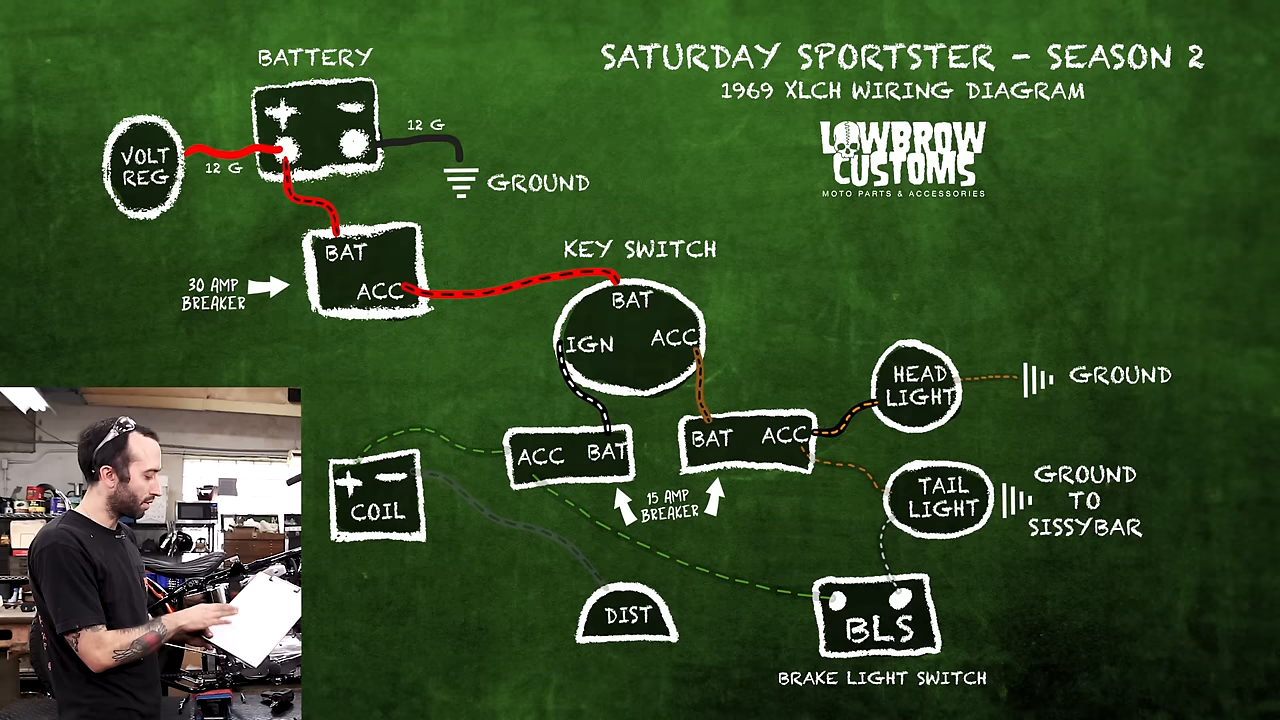 SATURDAY SPORTSTER - SEASON 2
1969 XLCH WIRING DIAGRAM
LOWBROW
CUSTOMS
MOTO PARTS & ACCESSORIES
BATTERY
+ -
VOLT
REG
12 G
12 G
GROUND
BAT
ACC
30 AMP
BREAKER
KEY SWITCH
BAT
IGN
ACC
ACC BAT
BAT ACC
15 AMP
BREAKER
HEAD
LIGHT
GROUND
TAIL
LIGHT
GROUND
TO
SISSYBAR
+ -
COIL
DIST
BLS
BRAKE LIGHT SWITCH